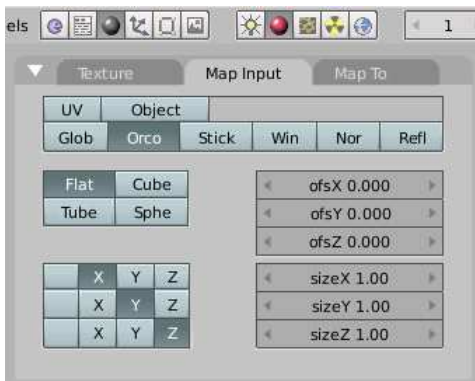 els 1
Texture Map Input Map To
UV Object
Glob Orco Stick Win Nor Refl
Flat Cube ofsX 0.000
Tube Sphe ofsY 0.000
ofsZ 0.000
X Y Z sizeX 1.00
X Y Z sizeY 1.00
X Y Z sizeZ 1.00